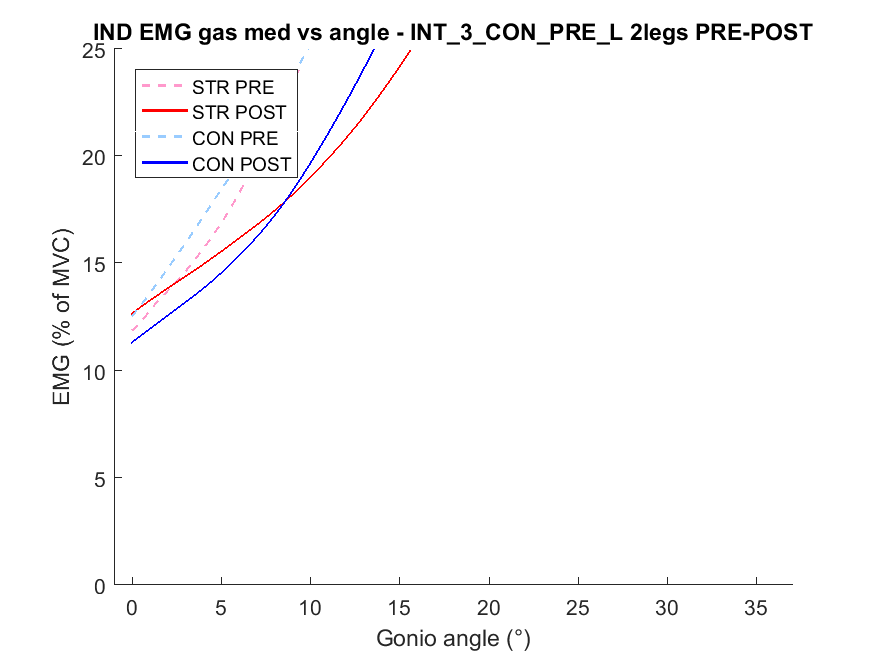 IND EMG gas med vs angle - INT_3_CON_PRE_L 2legs PRE-POST
25
20
15
10
5
0
EMG (% of MVC)
STR PRE
STR POST
CON PRE
CON POST
0 5 10 15 20 25 30 35
Gonio angle (°)